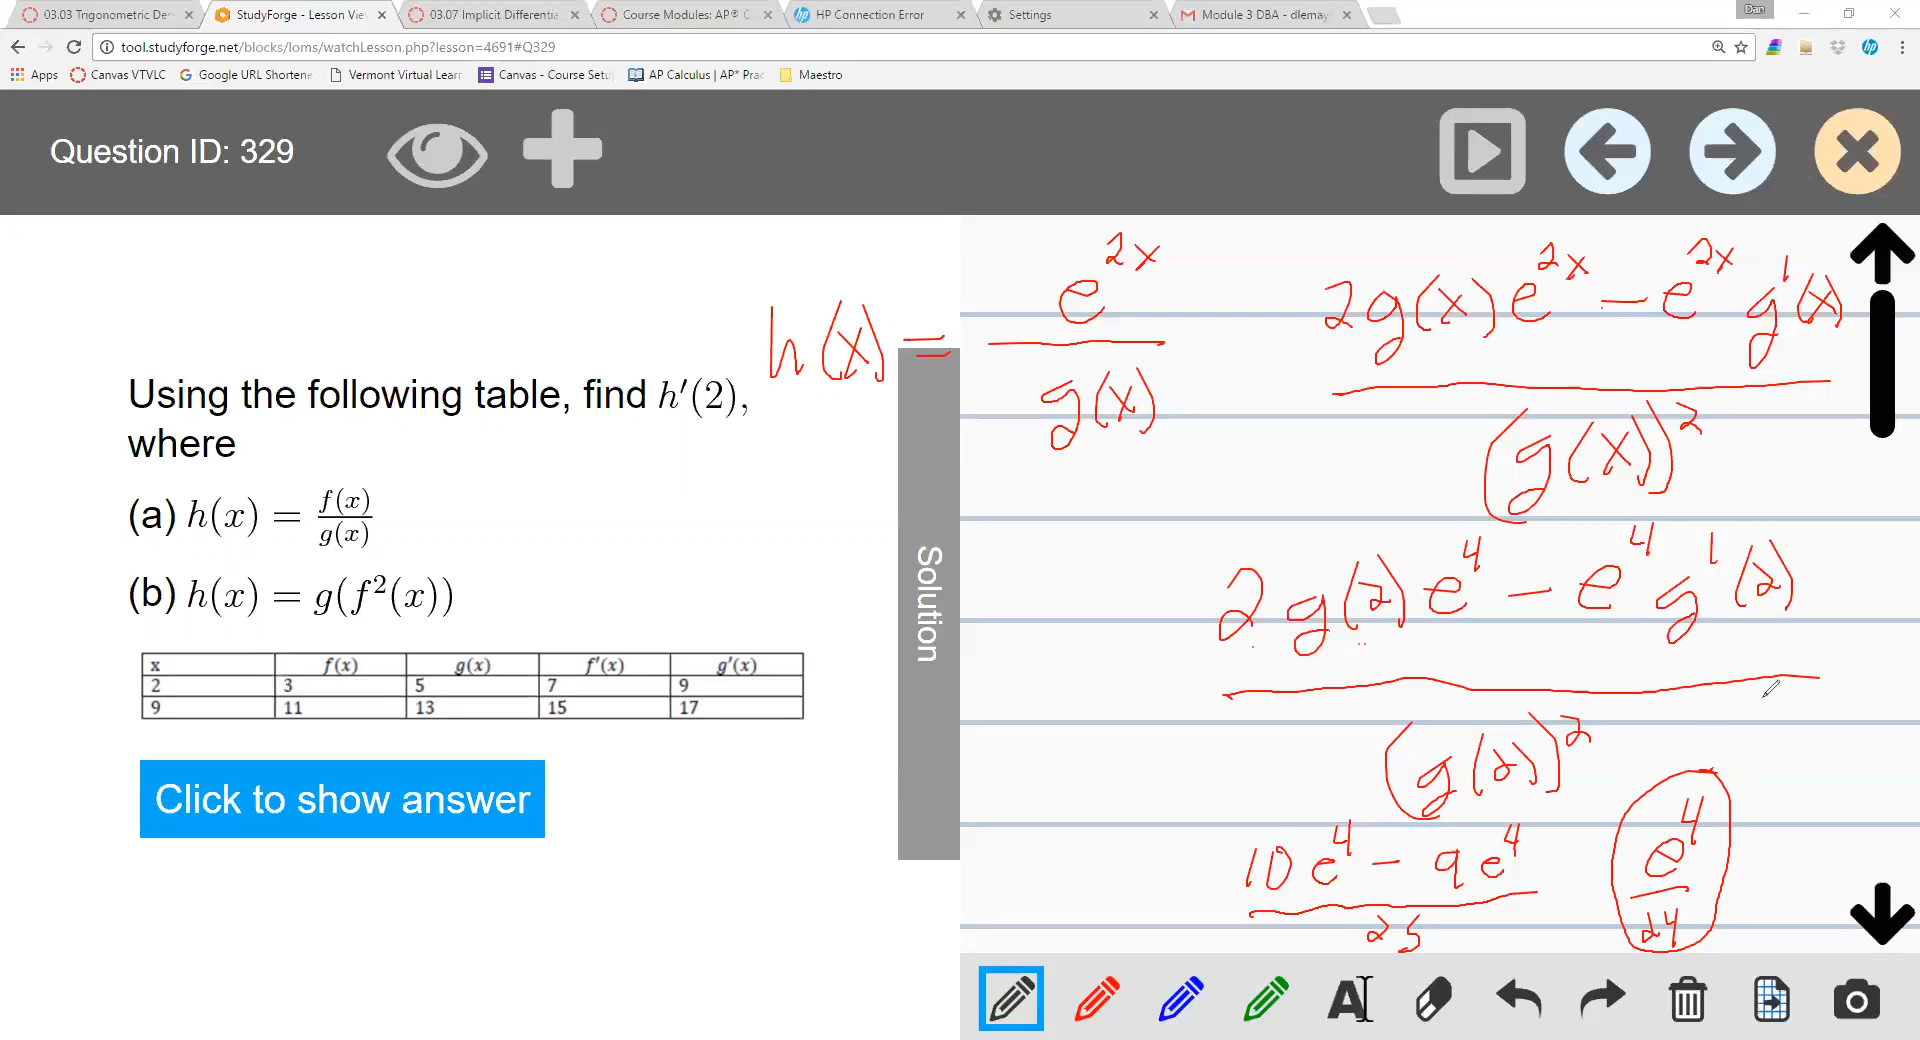 03.03 Trigonometric De
StudyForge - Lesson Vie
03.07 Implicit Differentia
Course Modules: AP® C
HP Connection Error
Settings
Module 3 DBA - dlemay
Dan
tool.studyforge.net/blocks/loms/watchLesson.php?lesson=4691#Q329
Apps
Canvas VTVLC
Google URL Shortene
Vermont Virtual Lear
Canvas - Course Setu
AP Calculus | AP* Pra
Maestro
Question ID: 329
Using the following table, find h′(2),
where
(a) h(x) = f(x)/g(x)
(b) h(x) = g(f²(x))
x f(x) g(x) f'(x) g'(x)
2 3 5 7 9
9 11 13 15 17
Click to show answer
Solution
h(x) = e^2x / g(x)
2g(x)e^2x − e^2x g'(x) / (g(x))^2
2g(2)e^4 − e^4 g'(2) / (g(2))^2
10e^4 − 9e^4 / 25
e^4 / 24
A